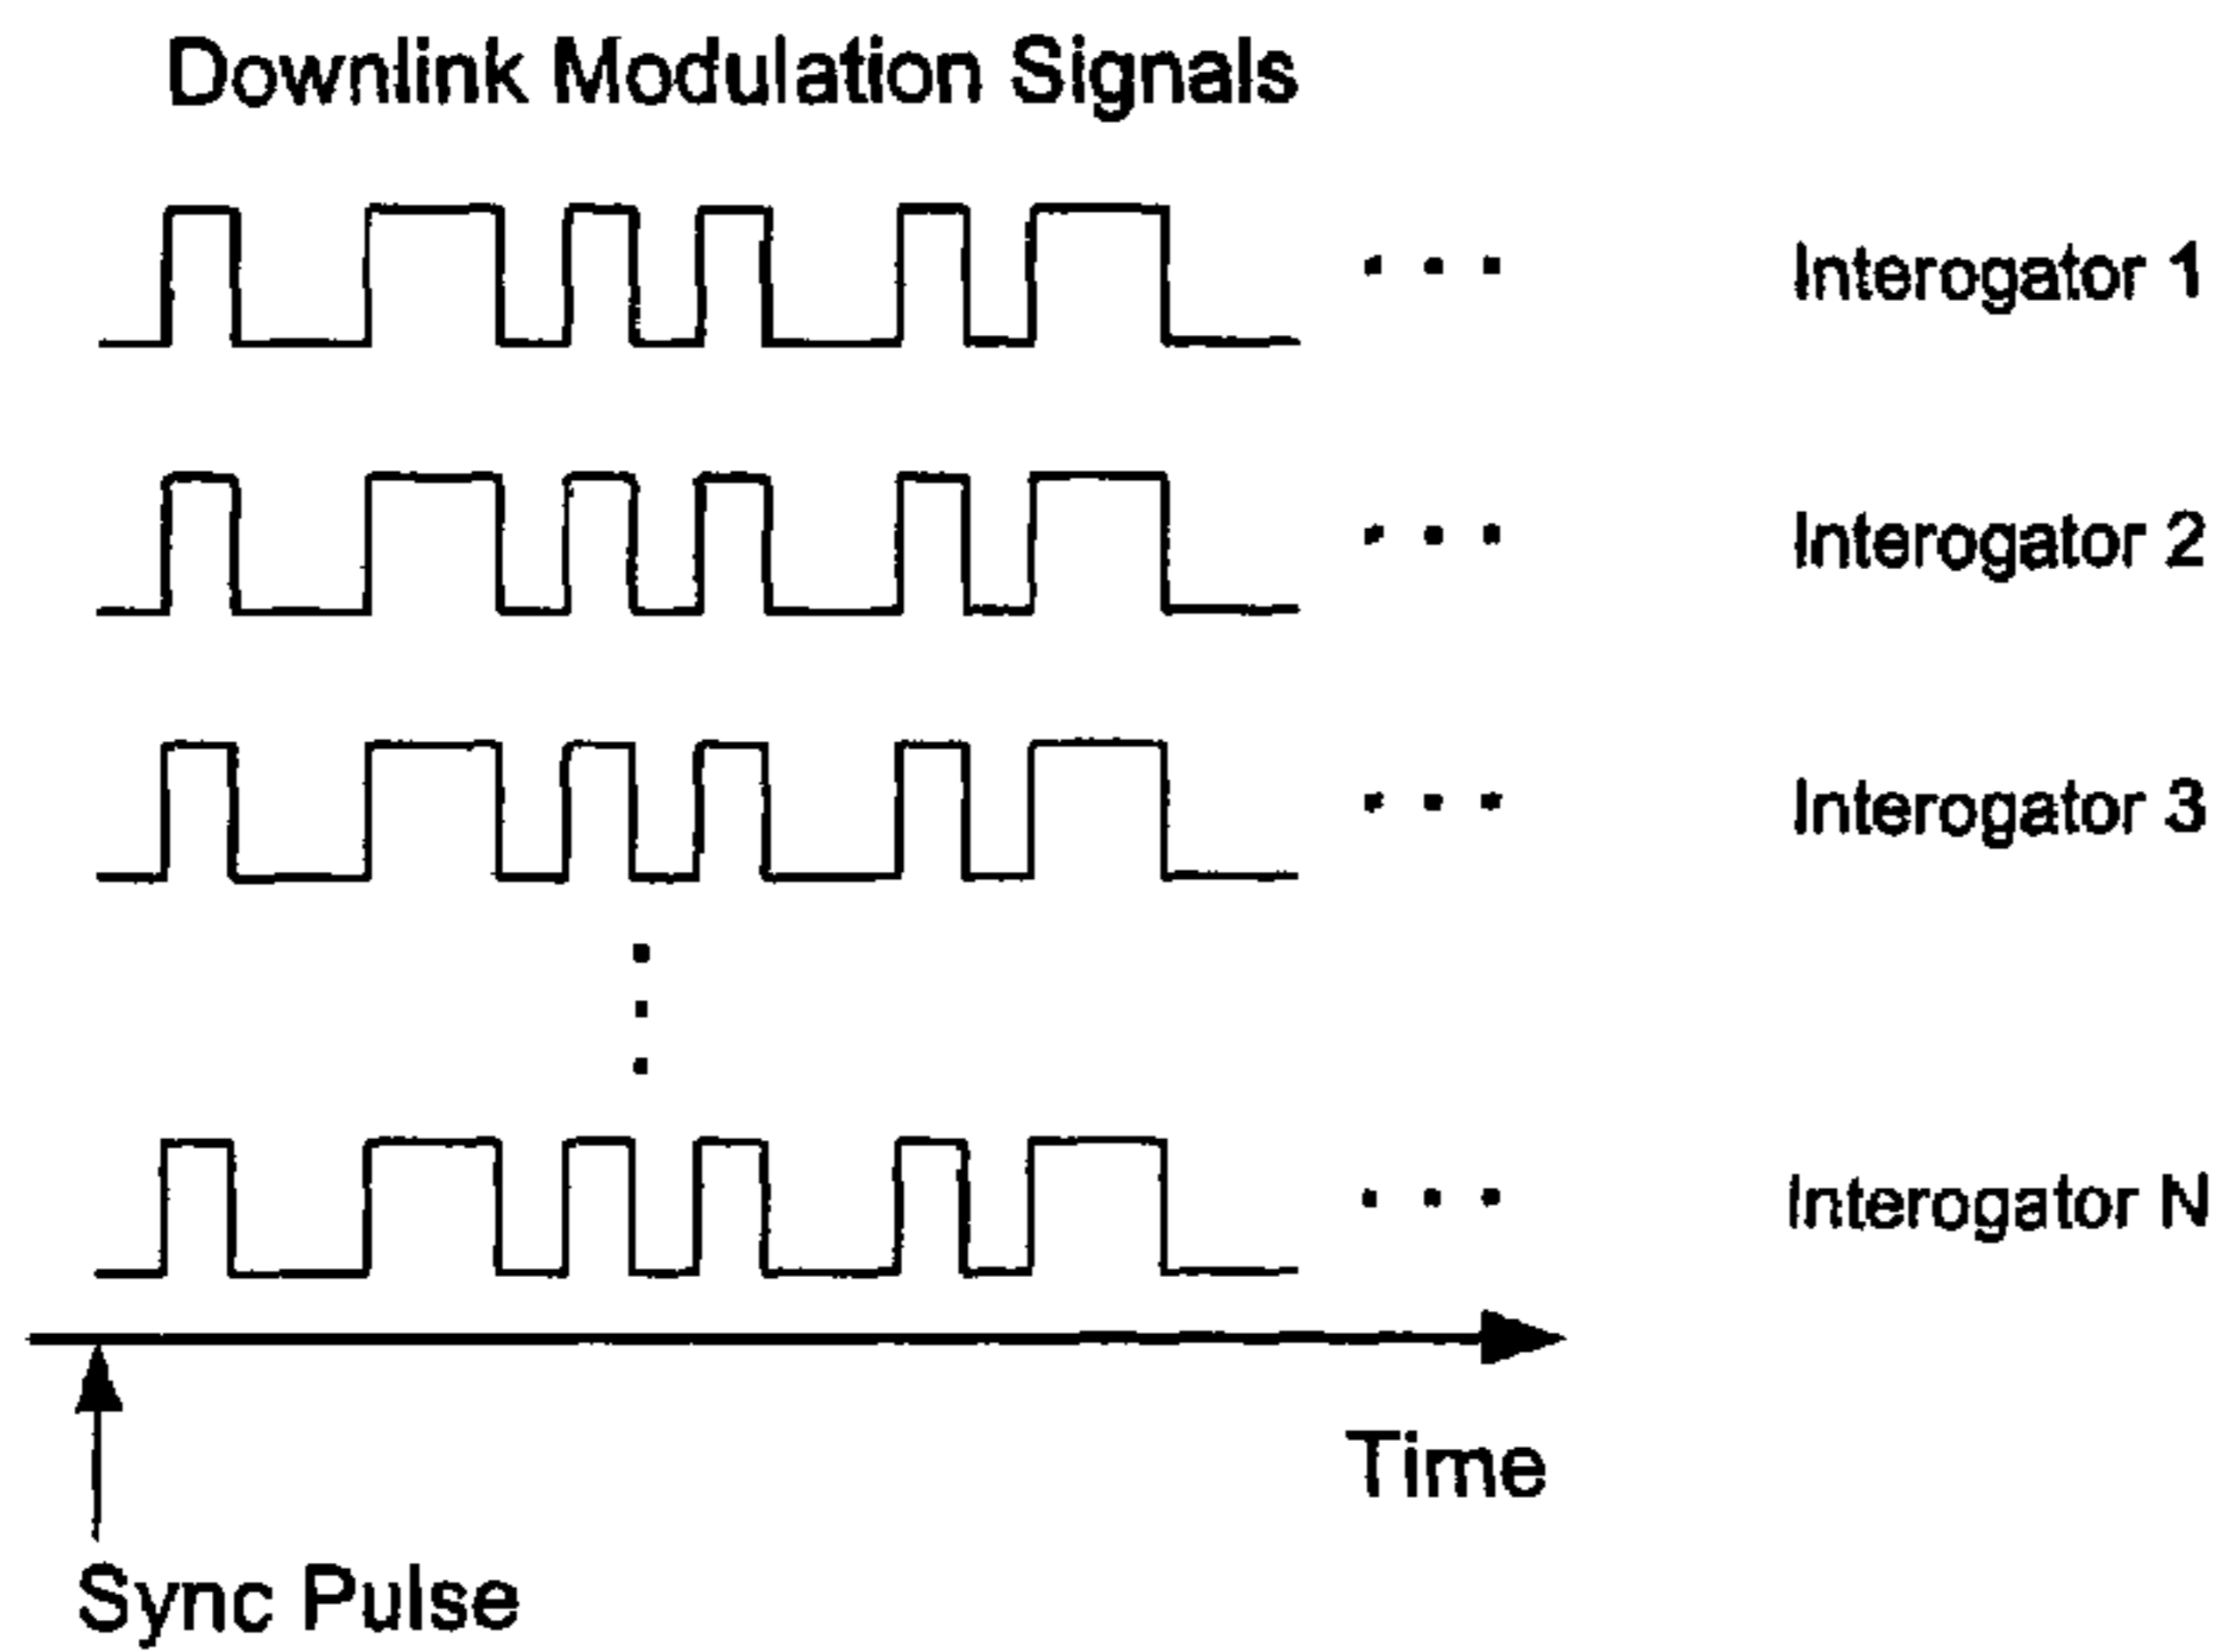 Downlink Modulation Signals
Interogator 1
Interogator 2
Interogator 3
Interogator N
Time
Sync Pulse